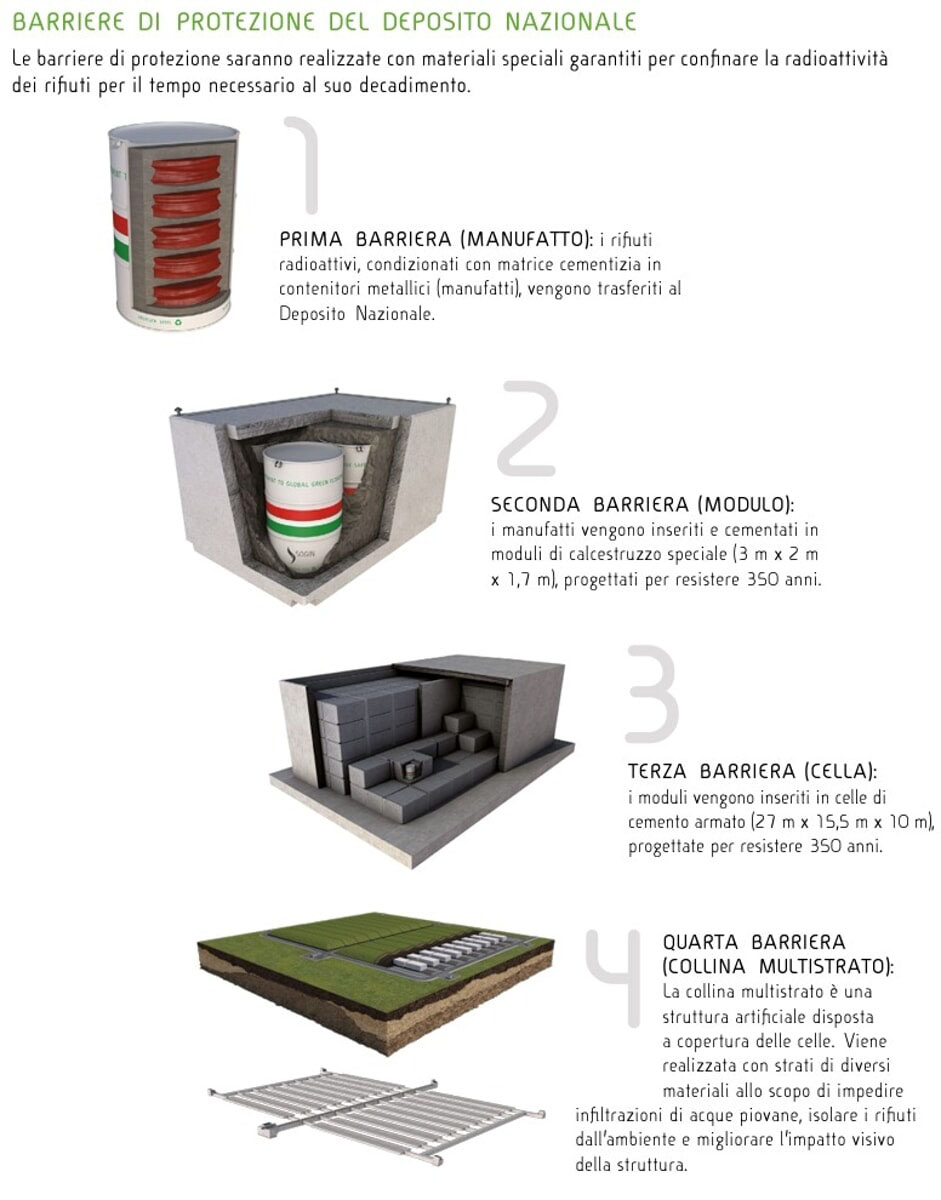 BARRIERE DI PROTEZIONE DEL DEPOSITO NAZIONALE
Le barriere di protezione saranno realizzate con materiali speciali garantiti per confinare la radioattività
dei rifiuti per il tempo necessario al suo decadimento.
1
PRIMA BARRIERA (MANUFATTO): i rifiuti
radioattivi, condizionati con matrice cementizia in
contenitori metallici (manufatti), vengono trasferiti al
Deposito Nazionale.
2
TO GLOBAL GREEN
SOGIN
SECONDA BARRIERA (MODULO):
i manufatti vengono inseriti e cementati in
moduli di calcestruzzo speciale (3 m x 2 m
x 1,7 m), progettati per resistere 350 anni.
3
TERZA BARRIERA (CELLA):
i moduli vengono inseriti in celle di
cemento armato (27 m x 15,5 m x 10 m),
progettate per resistere 350 anni.
4
QUARTA BARRIERA
(COLLINA MULTISTRATO):
La collina multistrato è una
struttura artificiale disposta
a copertura delle celle. Viene
realizzata con strati di diversi
materiali allo scopo di impedire
infiltrazioni di acque piovane, isolare i rifiuti
dall'ambiente e migliorare l'impatto visivo
della struttura.